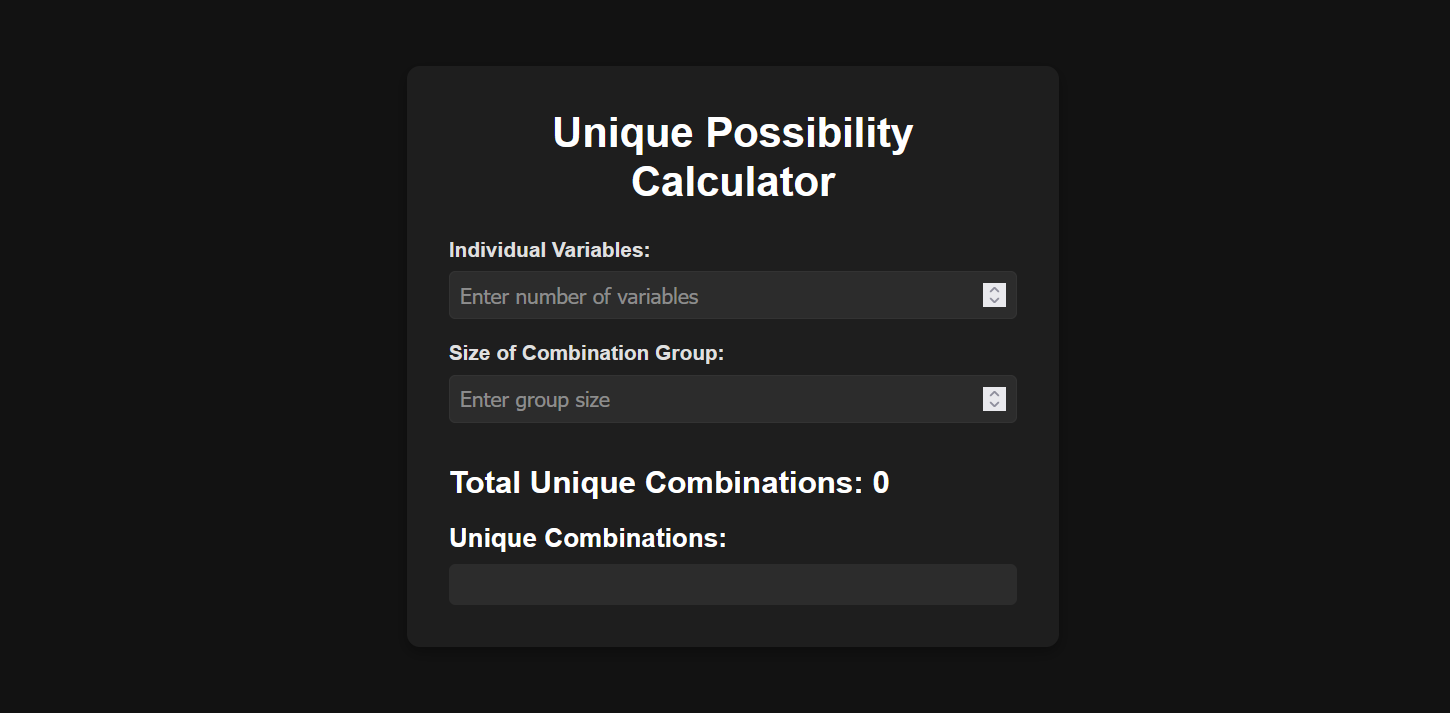 Unique Possibility
Calculator
Individual Variables:
Enter number of variables
Size of Combination Group:
Enter group size
Total Unique Combinations: 0
Unique Combinations: